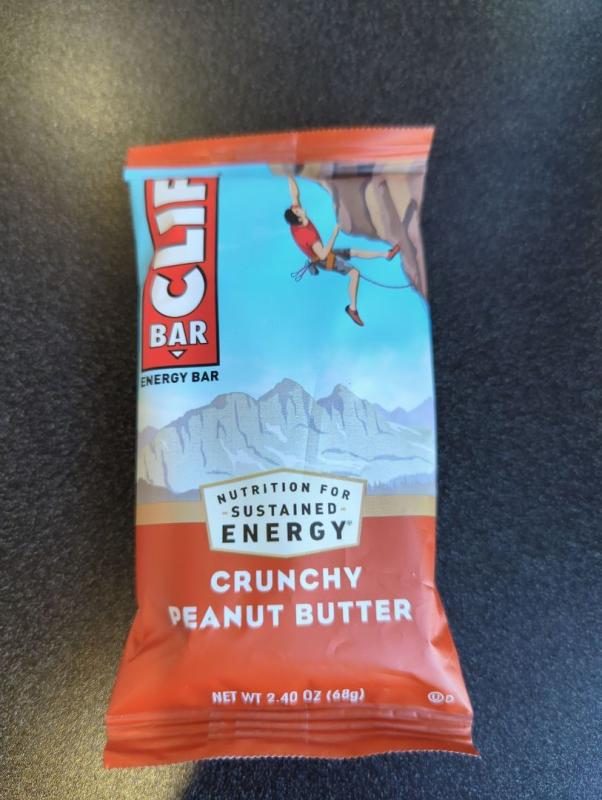 CLIF
BAR
ENERGY BAR
NUTRITION FOR
-SUSTAINED-
ENERGY®
CRUNCHY
PEANUT BUTTER
NET WT 2.40 OZ (68g)
Ⓤ D